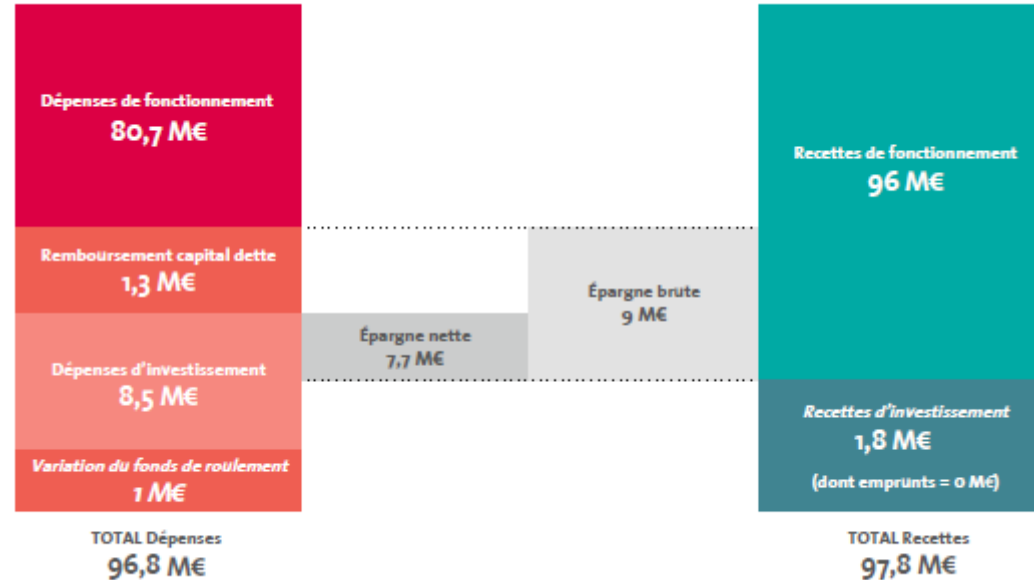 Dépenses de fonctionnement
80,7 M€
Remboursement capital dette
1,3 M€
Dépenses d'investissement
8,5 M€
Variation du fonds de roulement
1 M€
TOTAL Dépenses
96,8 M€
Épargne nette
7,7 M€
Épargne brute
9 M€
Recettes de fonctionnement
96 M€
Recettes d'investissement
1,8 M€
(dont emprunts = 0 M€)
TOTAL Recettes
97,8 M€